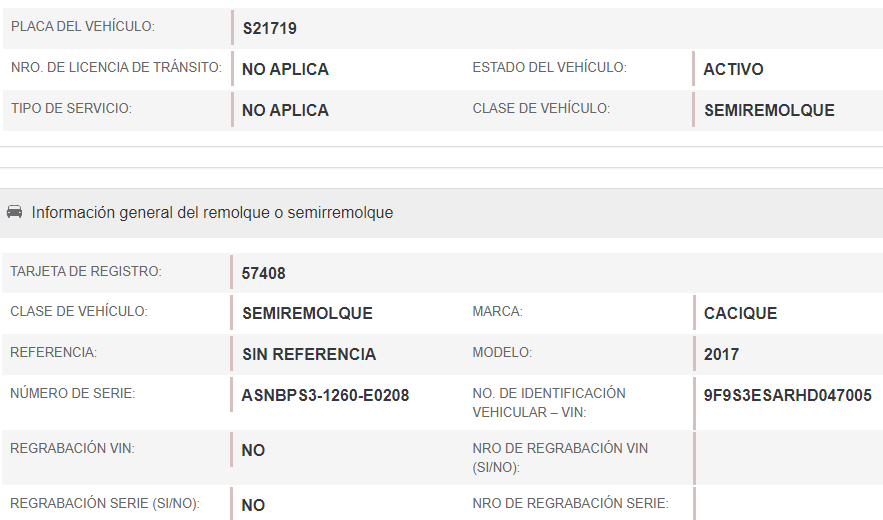 PLACA DEL VEHÍCULO: S21719
NRO. DE LICENCIA DE TRÁNSITO: NO APLICA ESTADO DEL VEHÍCULO: ACTIVO
TIPO DE SERVICIO: NO APLICA CLASE DE VEHÍCULO: SEMIREMOLQUE
Información general del remolque o semirremolque
TARJETA DE REGISTRO: 57408
CLASE DE VEHÍCULO: SEMIREMOLQUE MARCA: CACIQUE
REFERENCIA: SIN REFERENCIA MODELO: 2017
NÚMERO DE SERIE: ASNBPS3-1260-E0208 NO. DE IDENTIFICACIÓN
VEHICULAR – VIN: 9F9S3ESARHD047005
REGRABACIÓN VIN: NO NRO DE REGRABACIÓN VIN
(SI/NO):
REGRABACIÓN SERIE (SI/NO): NO NRO DE REGRABACIÓN SERIE: